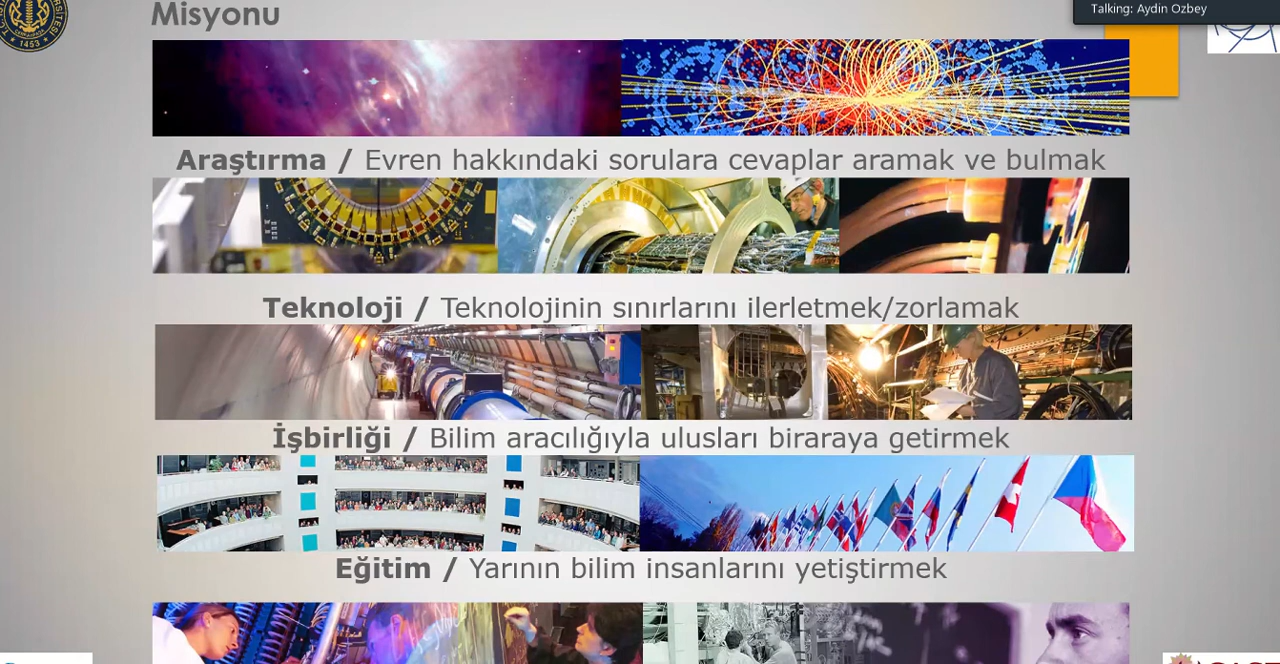 Misyonu
Talking: Aydin Ozbey
1453
Araştırma / Evren hakkındaki sorulara cevaplar aramak ve bulmak
Teknoloji / Teknolojinin sınırlarını ilerletmek/zorlamak
İşbirliği / Bilim aracılığıyla ulusları biraraya getirmek
Eğitim / Yarının bilim insanlarını yetiştirmek